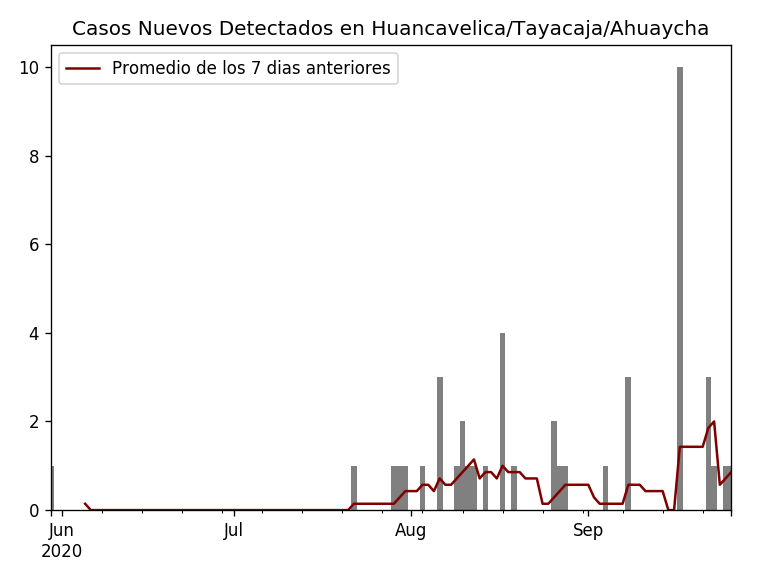 Casos Nuevos Detectados en Huancavelica/Tayacaja/Ahuaycha
Promedio de los 7 dias anteriores
10
8
6
4
2
0
Jun Jul Aug Sep
2020